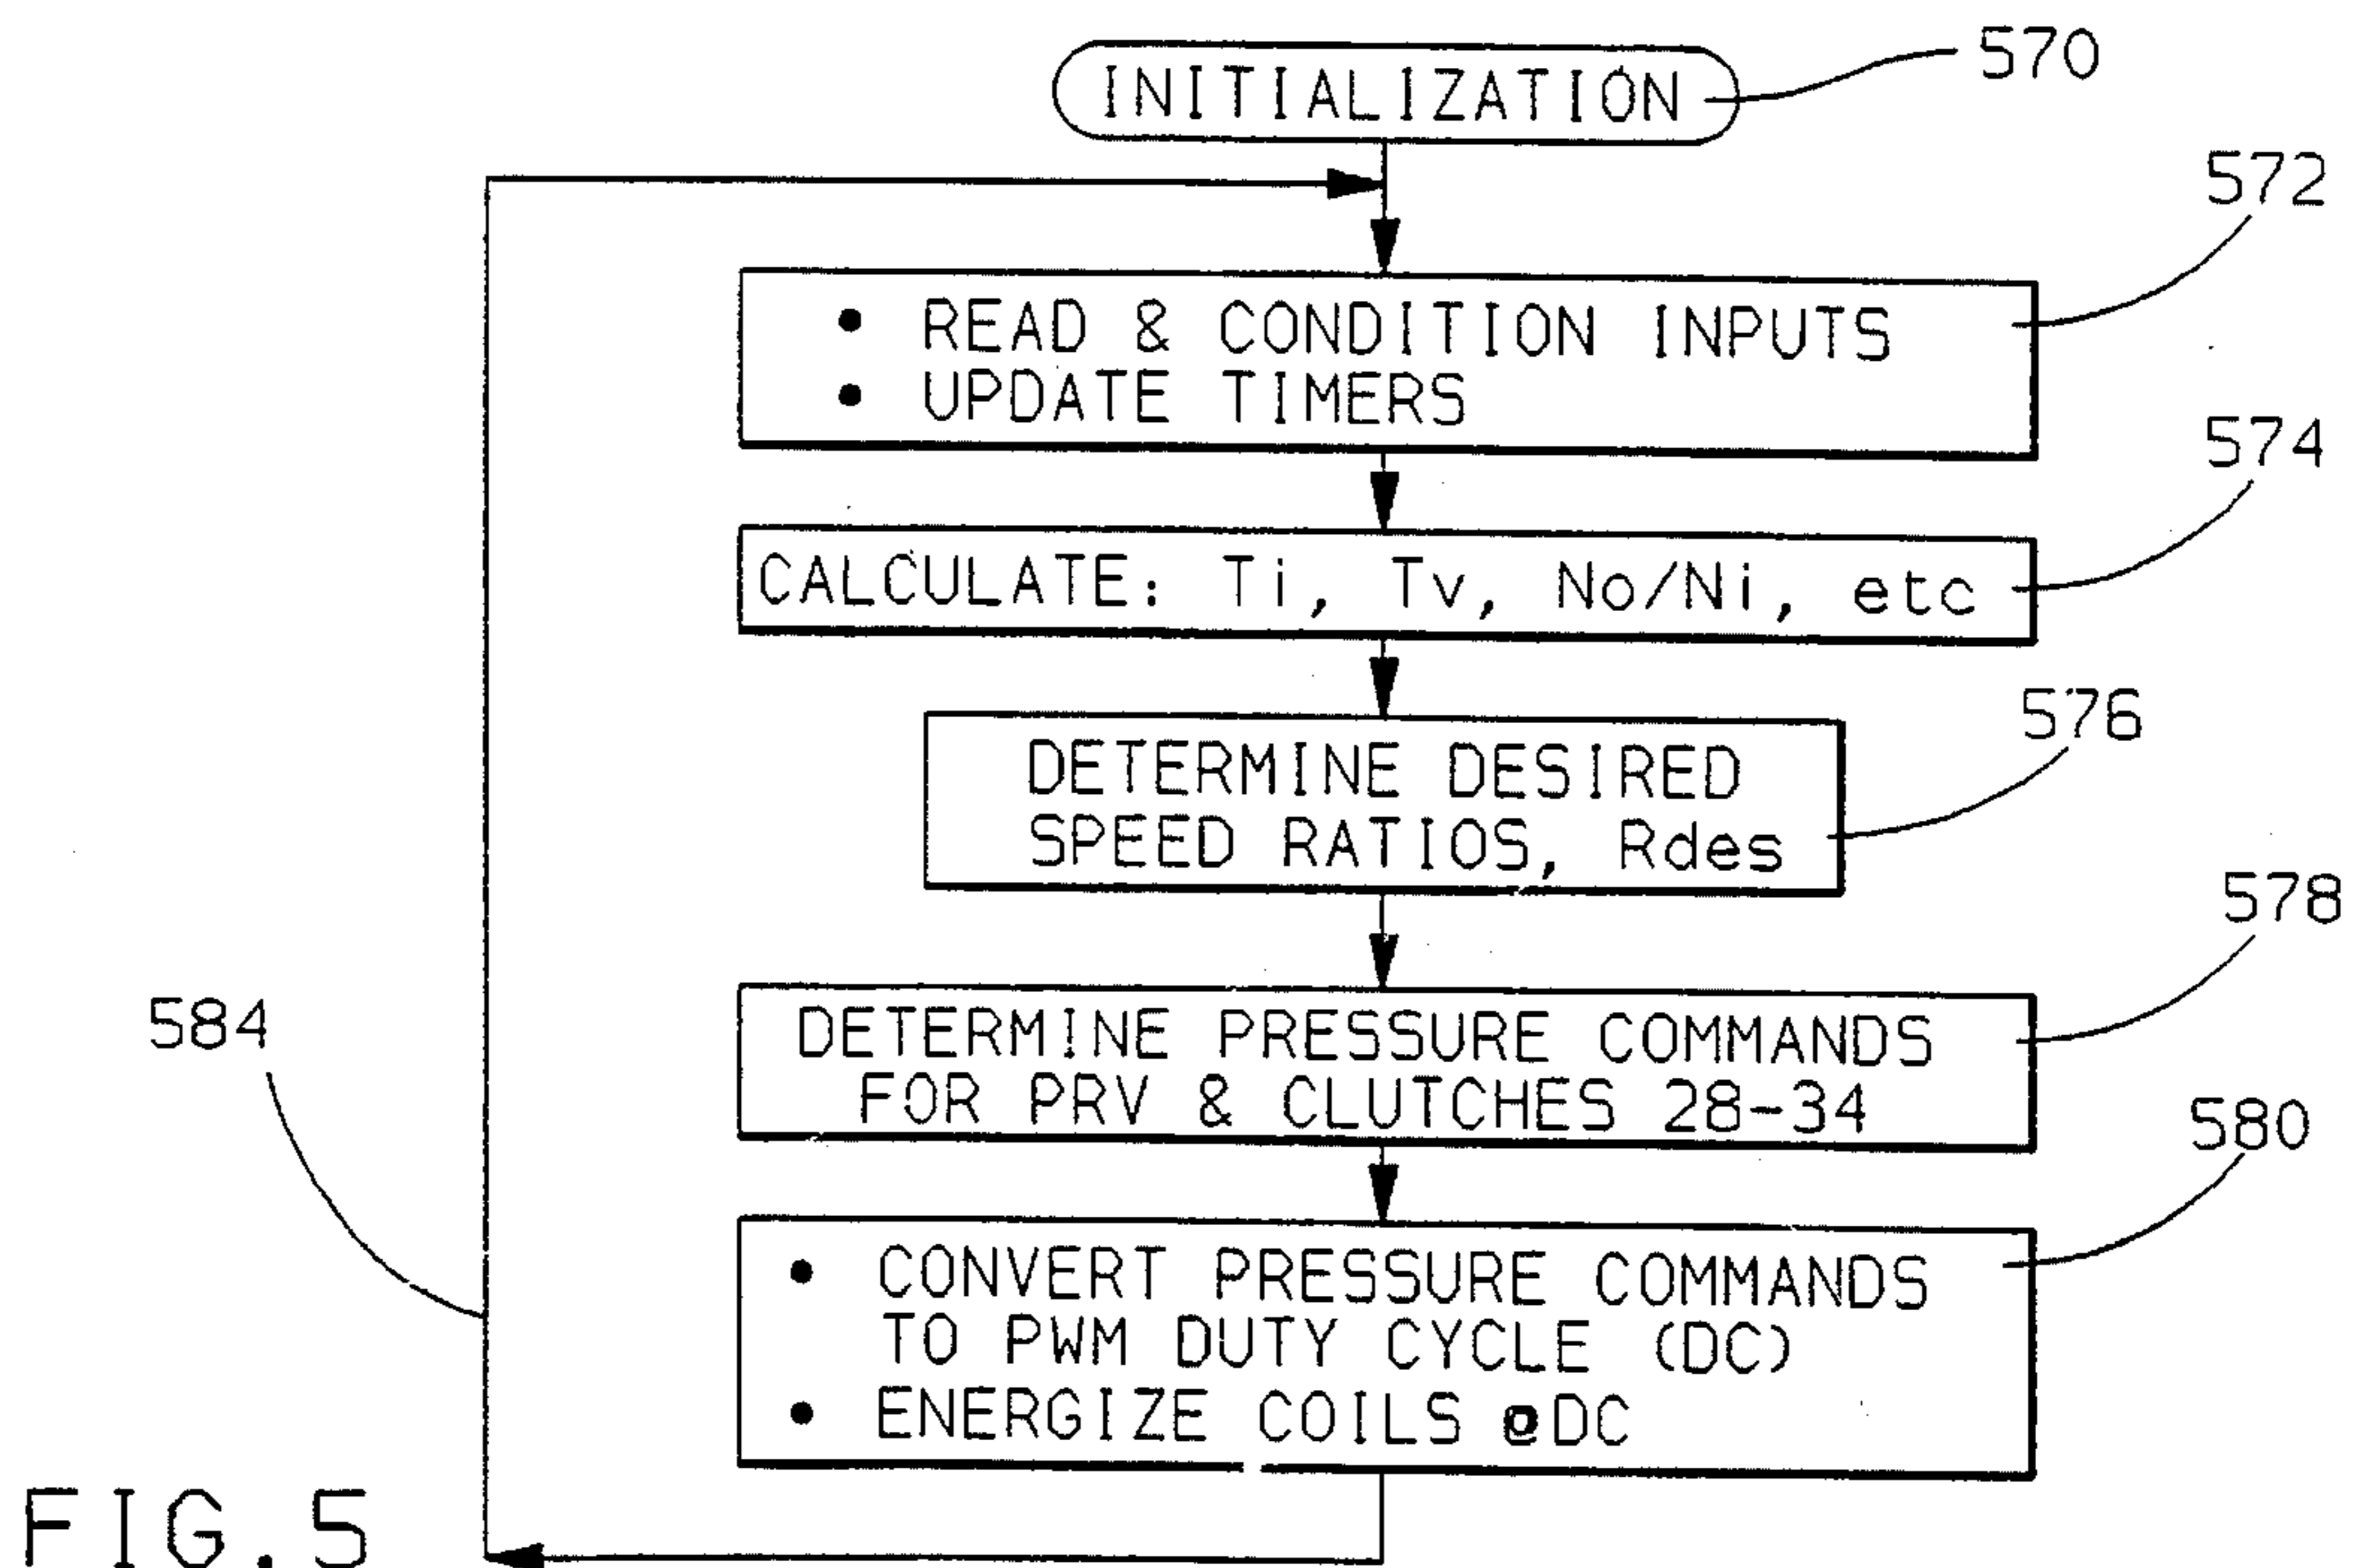 INITIALIZATION
570
572
• READ & CONDITION INPUTS
• UPDATE TIMERS
574
CALCULATE: Ti, Tv, No/Ni, etc
576
DETERMINE DESIRED
SPEED RATIOS, Rdes
578
DETERMINE PRESSURE COMMANDS
FOR PRV & CLUTCHES 28-34
584
580
• CONVERT PRESSURE COMMANDS
TO PWM DUTY CYCLE (DC)
• ENERGIZE COILS @DC
FIG.5